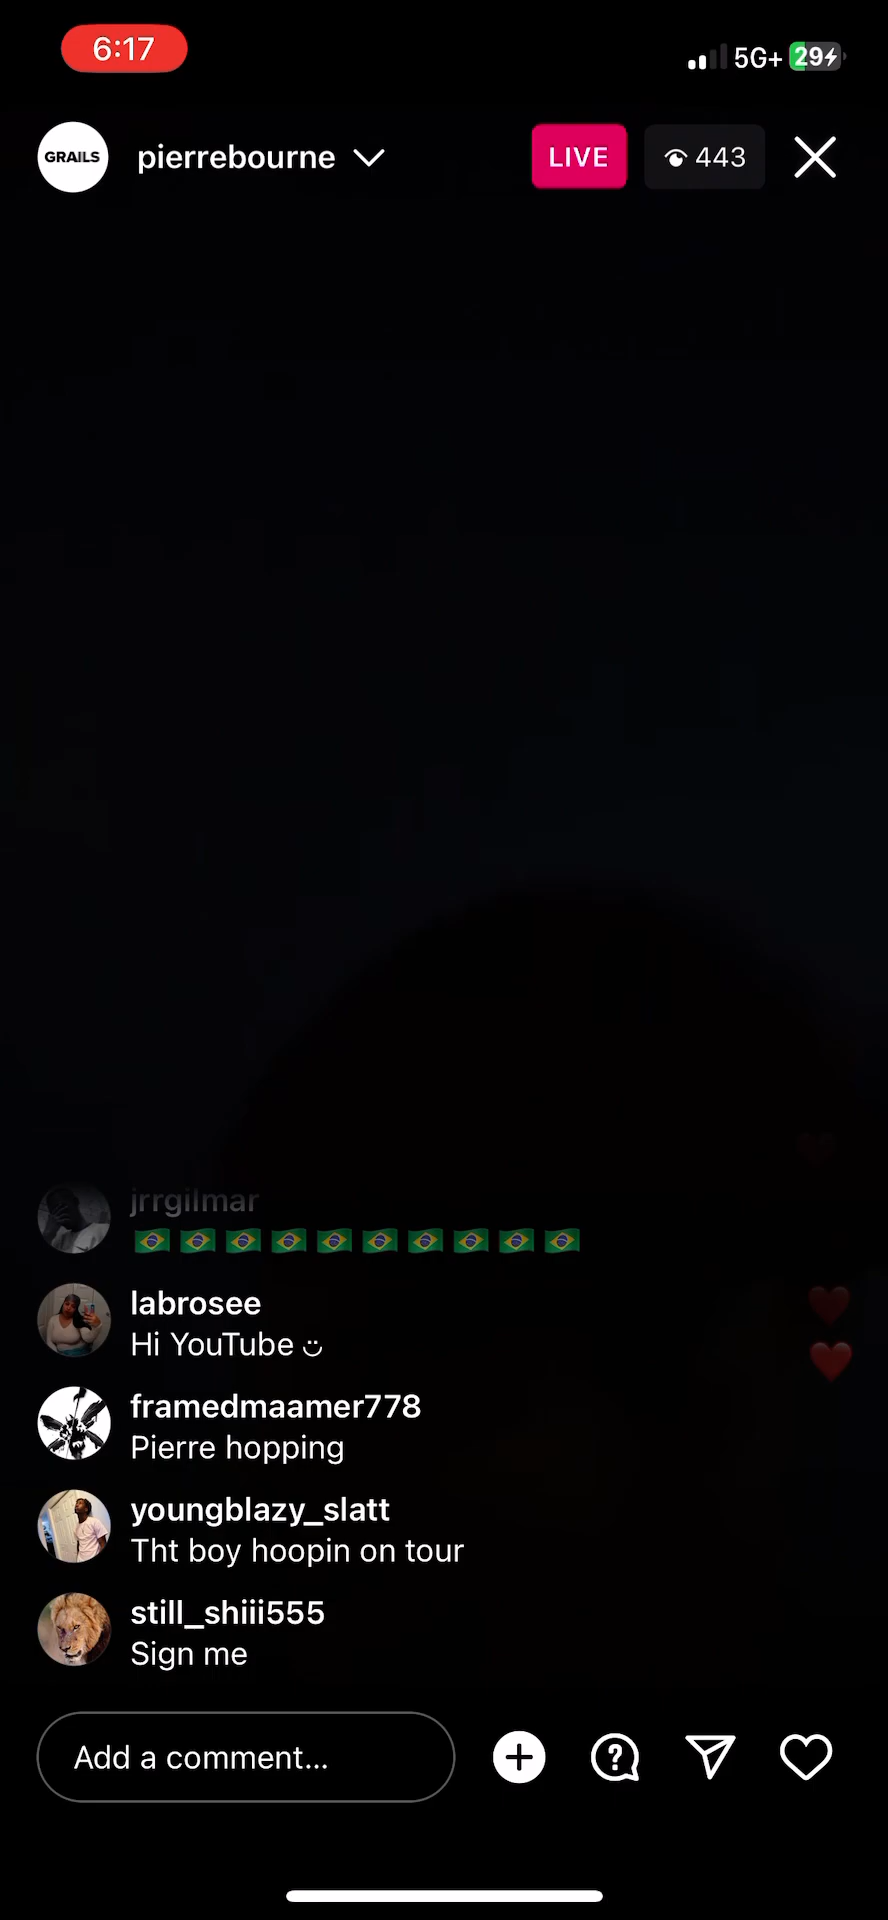 6:17
5G+ 29
GRAILS pierrebourne LIVE 443
jrrgilmar
🇧🇷 🇧🇷 🇧🇷 🇧🇷 🇧🇷 🇧🇷 🇧🇷 🇧🇷 🇧🇷 🇧🇷
labrosee
Hi YouTube ټ
framedmaamer778
Pierre hopping
youngblazy_slatt
Tht boy hoopin on tour
still_shiii555
Sign me
Add a comment...